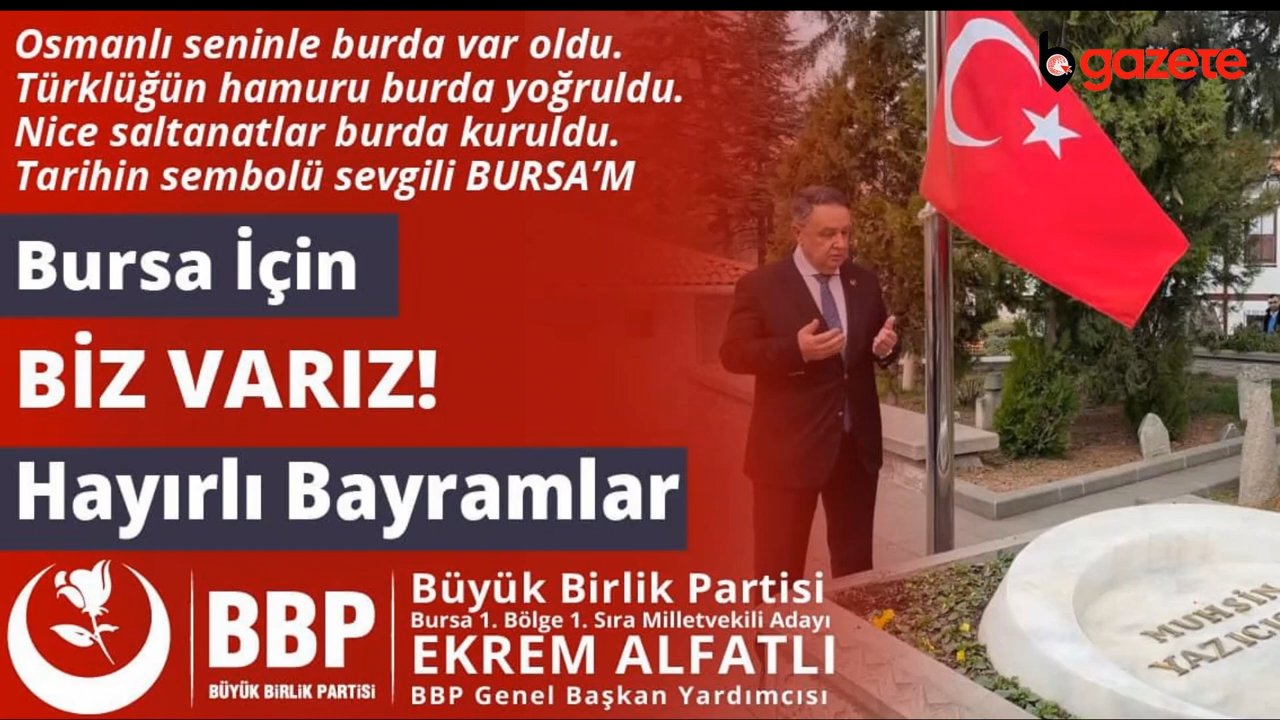 Osmanlı seninle burda var oldu.
Türklüğün hamuru burda yoğruldu.
Nice saltanatlar burda kuruldu.
Tarihin sembolü sevgili BURSA’M
Bursa İçin
BİZ VARIZ!
Hayırlı Bayramlar
BBP
BÜYÜK BİRLİK PARTİSİ
Büyük Birlik Partisi
Bursa 1. Bölge 1. Sıra Milletvekili Adayı
EKREM ALFATLI
BBP Genel Başkan Yardımcısı
b gazete
MUHSİN
YAZICI